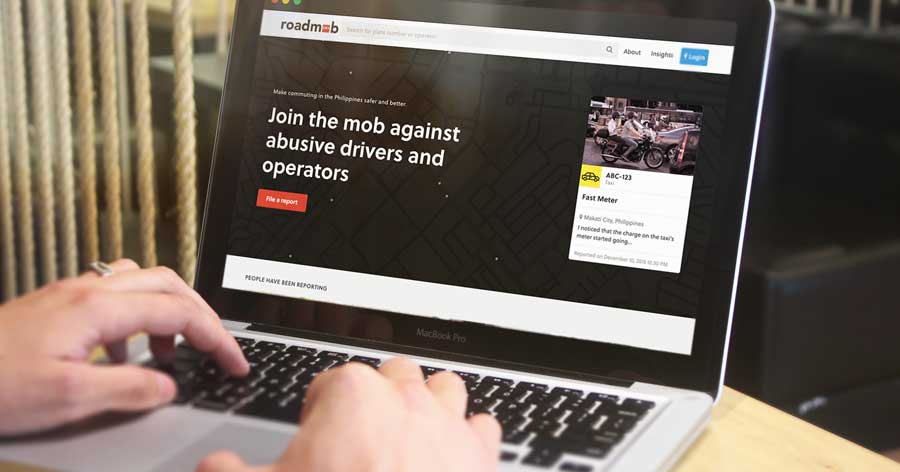 roadmob
Search for plate number or operator
About
Insights
f Login
Make commuting in the Philippines safer and better.
Join the mob against
abusive drivers and
operators
File a report
ABC-123
Taxi
Fast Meter
Makati City, Philippines
I noticed that the charge on the taxi's
meter started going...
Reported on December 10, 2015 10:30 PM
PEOPLE HAVE BEEN REPORTING
MacBook Pro